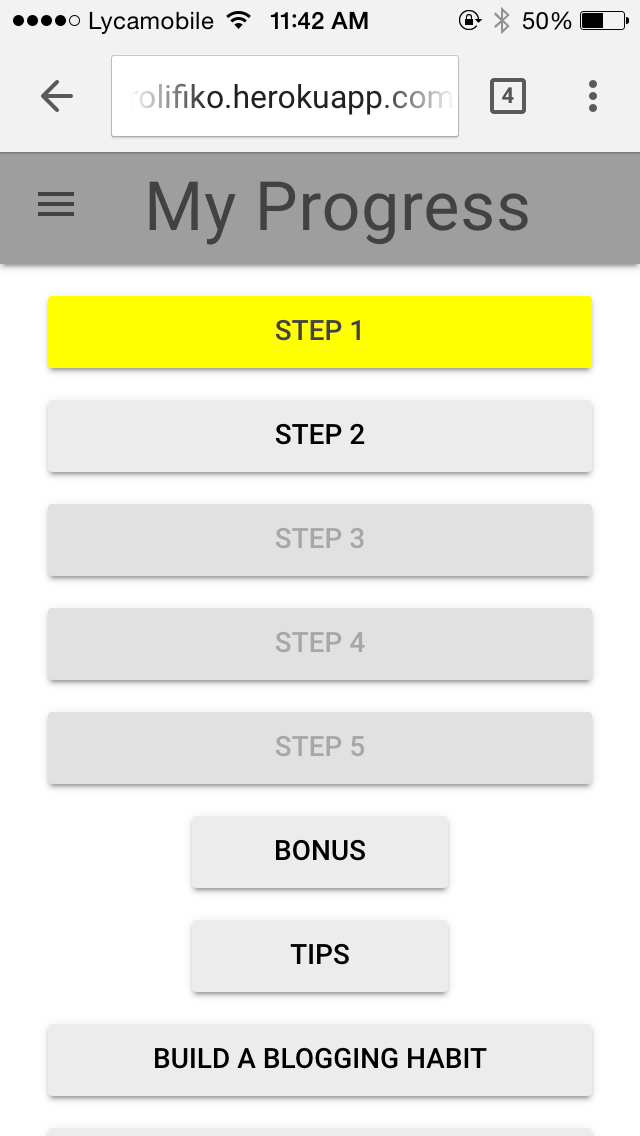 Lycamobile 11:42 AM 50%
olifiko.herokuapp.com 4
My Progress
STEP 1
STEP 2
STEP 3
STEP 4
STEP 5
BONUS
TIPS
BUILD A BLOGGING HABIT